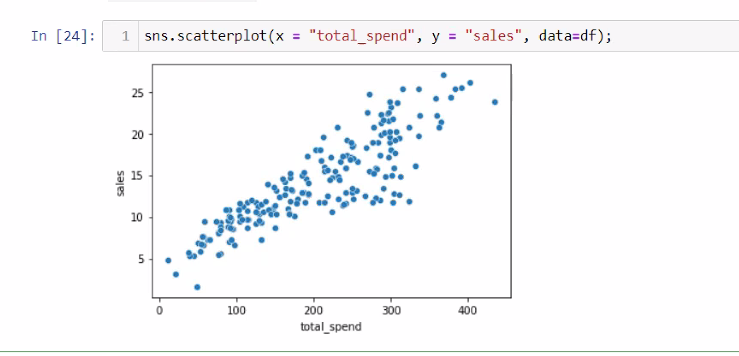 In [24]: 1 sns.scatterplot(x = "total_spend", y = "sales", data=df);
25
20
15
10
5
sales
0 100 200 300 400
total_spend